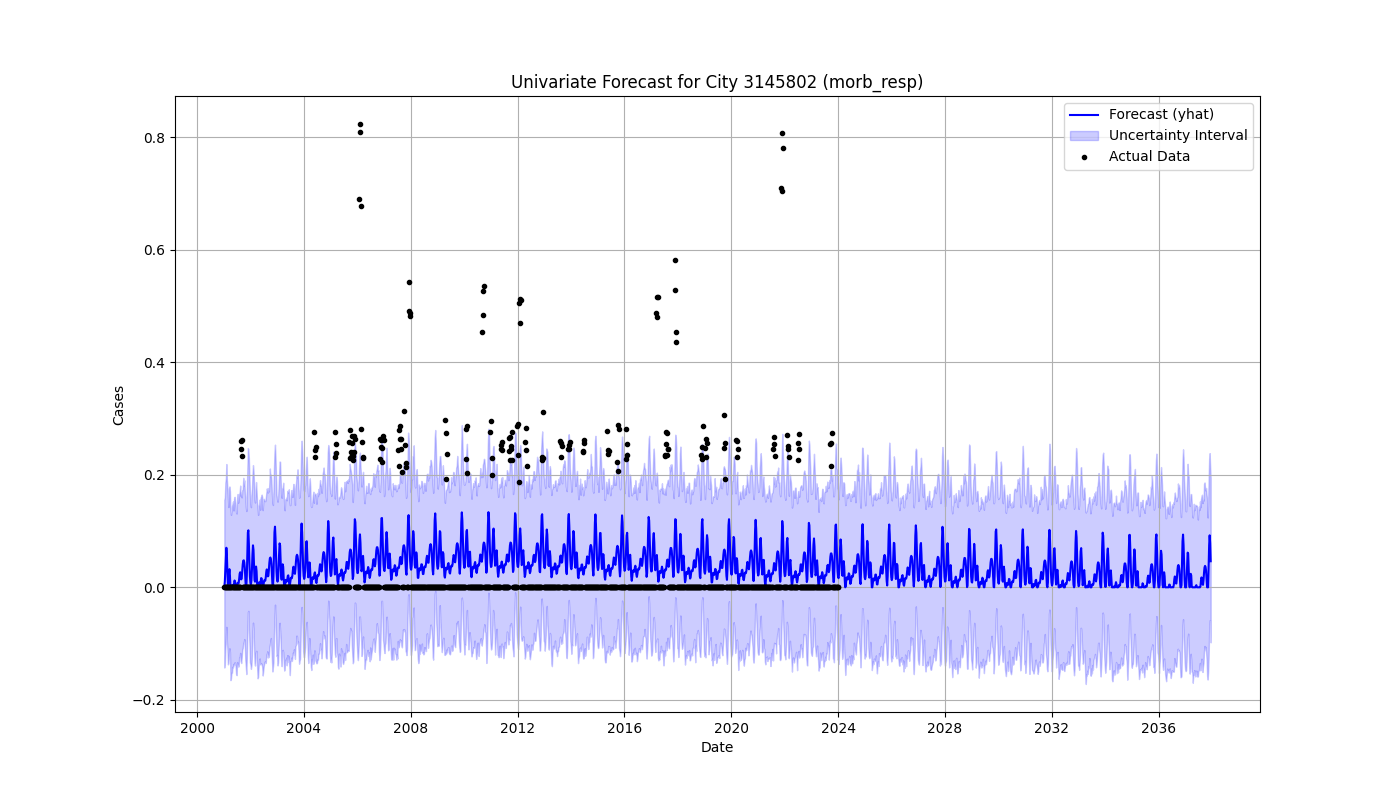 Univariate Forecast for City 3145802 (morb_resp)
Forecast (yhat)
Uncertainty Interval
Actual Data
Cases
0.8
0.6
0.4
0.2
0.0
−0.2
2000 2004 2008 2012 2016 2020 2024 2028 2032 2036
Date